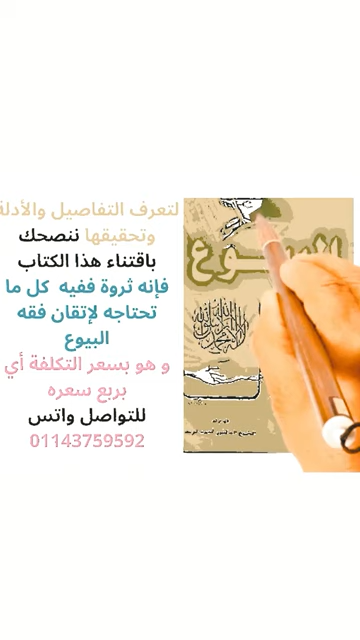 لتعرف التفاصيل والأدلة
وتحقيقها ننصحك
باقتناء هذا الكتاب
فإنه ثروة ففيه كل ما
تحتاجه لإتقان فقه
البيوع
و هو بسعر التكلفة أي
بربع سعره
للتواصل واتس
01143759592